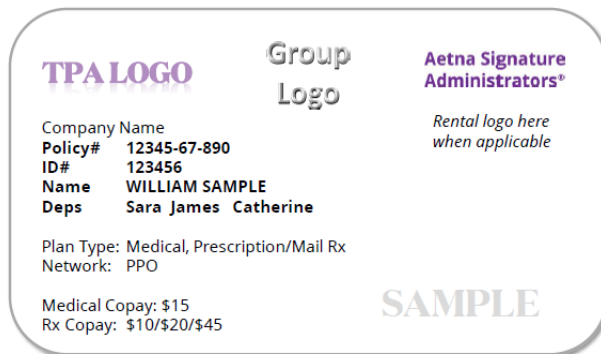 TPA LOGO
Group
Logo
Aetna Signature
Administrators®
Rental logo here
when applicable
Company Name
Policy# 12345-67-890
ID# 123456
Name WILLIAM SAMPLE
Deps Sara James Catherine
Plan Type: Medical, Prescription/Mail Rx
Network: PPO
Medical Copay: $15
Rx Copay: $10/$20/$45
SAMPLE